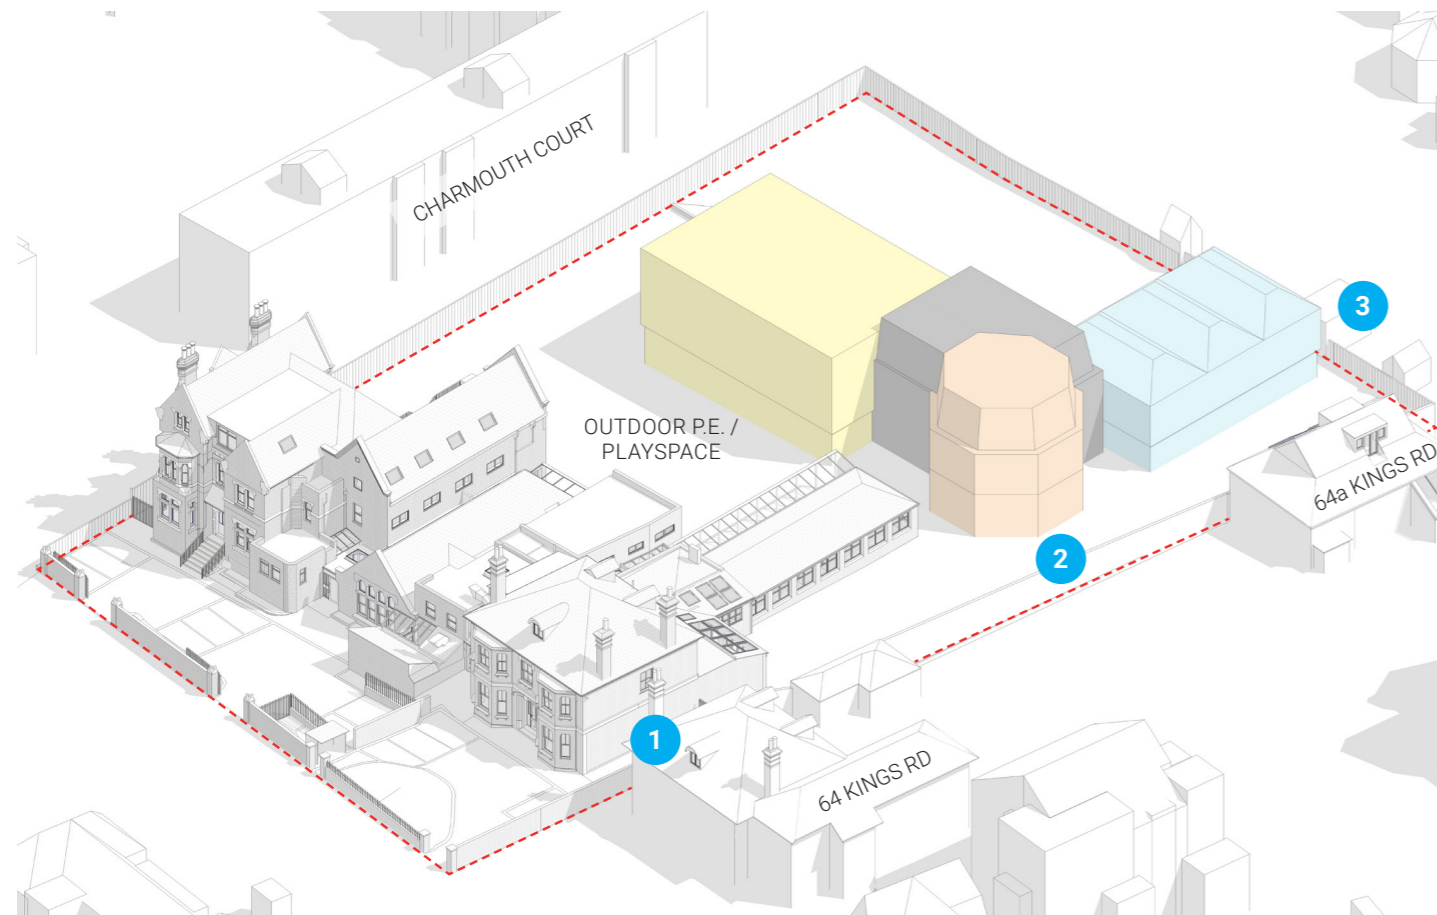 CHARMOUTH COURT
3
OUTDOOR P.E. /
PLAYSPACE
64a KINGS RD
2
1
64 KINGS RD